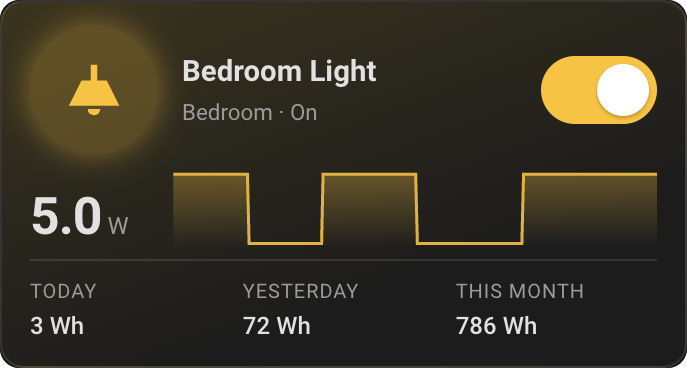 Bedroom Light
Bedroom · On
5.0 W
TODAY
3 Wh
YESTERDAY
72 Wh
THIS MONTH
786 Wh